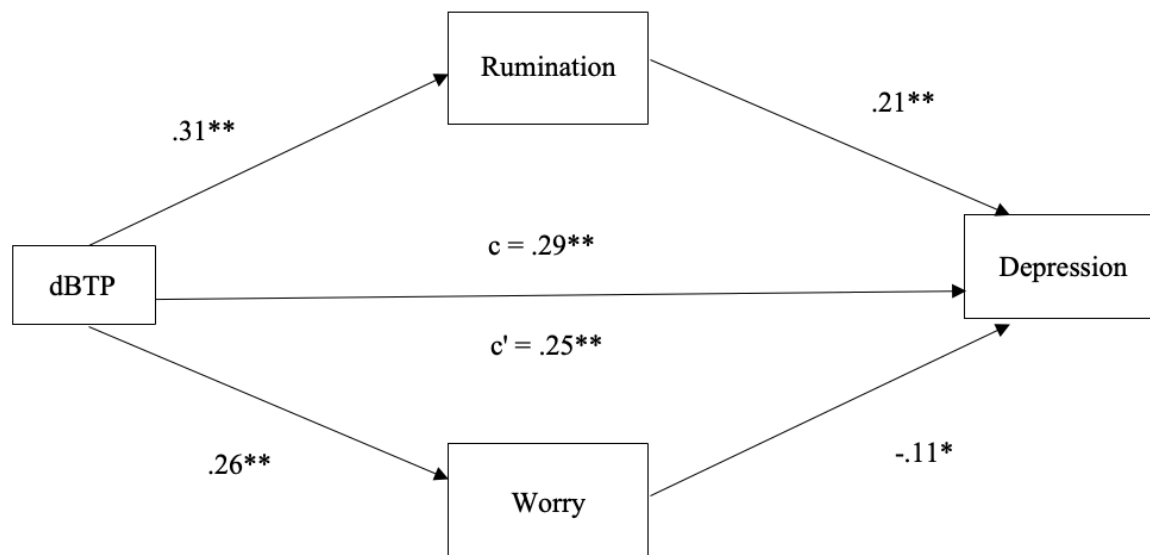 Rumination
.21**
.31**
c = .29**
Depression
dBTP
c' = .25**
.26**
-.11*
Worry